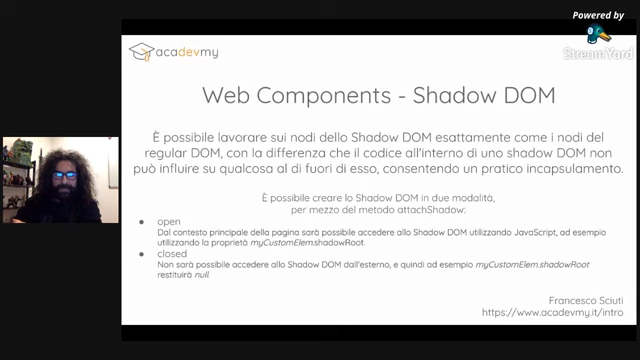 Powered by
StreamYard
acadevmy
Web Components - Shadow DOM
È possibile lavorare sui nodi dello Shadow DOM esattamente come i nodi del
regular DOM, con la differenza che il codice all'interno di uno shadow DOM non
può influire su qualcosa al di fuori di esso, consentendo un pratico incapsulamento.
È possibile creare lo Shadow DOM in due modalità,
per mezzo del metodo attachShadow:
● open
Dal contesto principale della pagina sarà possibile accedere allo Shadow DOM utilizzando JavaScript, ad esempio
utilizzando la proprietà myCustomElem.shadowRoot.
● closed
Non sarà possibile accedere allo Shadow DOM dall'esterno, e quindi ad esempio myCustomElem.shadowRoot
restituirà null.
Francesco Sciuti
https://www.acadevmy.it/intro